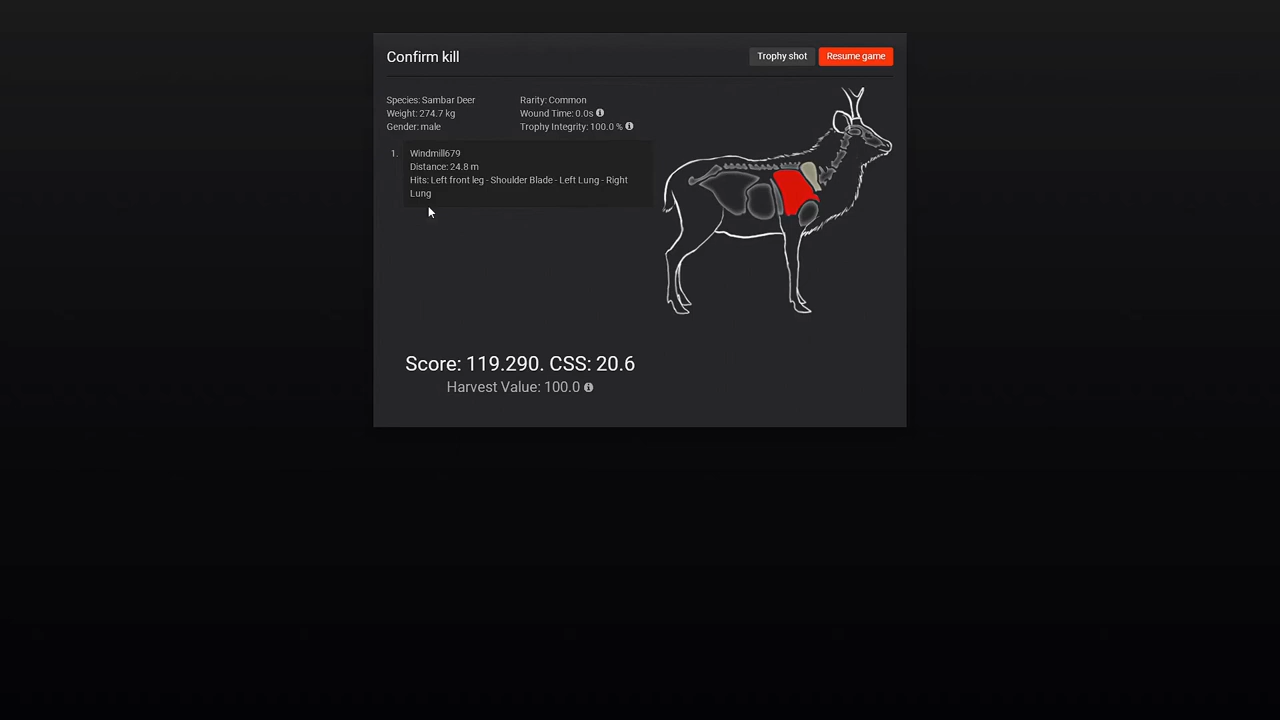 Confirm kill
Trophy shot
Resume game
Species: Sambar Deer
Rarity: Common
Weight: 274.7 kg
Wound Time: 0.0s
Gender: male
Trophy Integrity: 100.0 %
1. Windmill679
Distance: 24.8 m
Hits: Left front leg - Shoulder Blade - Left Lung - Right
Lung
Score: 119.290. CSS: 20.6
Harvest Value: 100.0